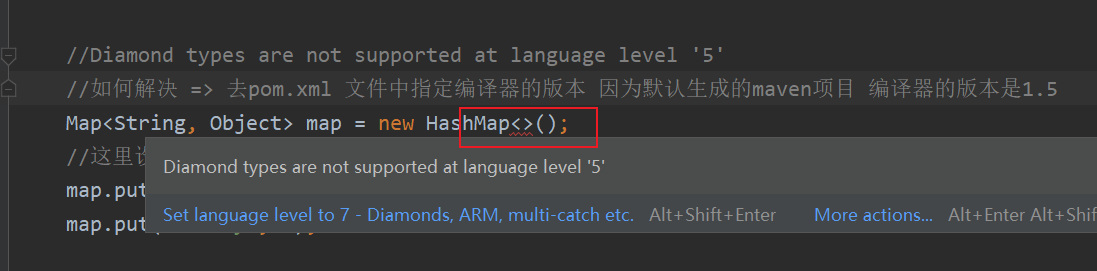 //Diamond types are not supported at language level '5'
//如何解决 => 去pom.xml 文件中指定编译器的版本 因为默认生成的maven项目 编译器的版本是1.5
Map<String, Object> map = new HashMap<>();
//这里
Diamond types are not supported at language level '5'
map.put
Set language level to 7 - Diamonds, ARM, multi-catch etc. Alt+Shift+Enter More actions... Alt+Enter Alt+Shif
map.put